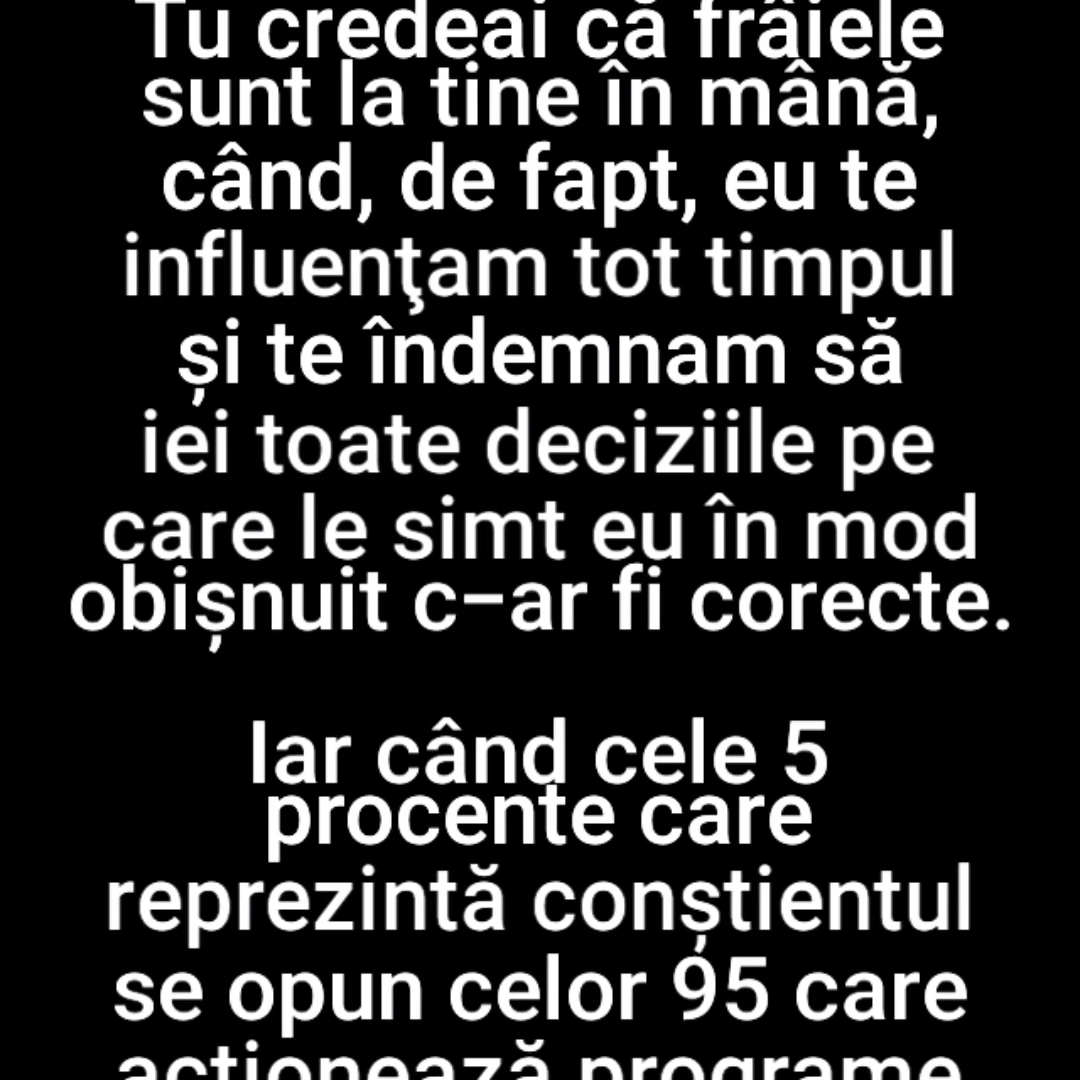 Tu credeai că frâiele
sunt la tine în mână,
când, de fapt, eu te
influenţam tot timpul
și te îndemnam să
iei toate deciziile pe
care le simt eu în mod
obișnuit c–ar fi corecte.
Iar când cele 5
procente care
reprezintă conștientul
se opun celor 95 care
acționează programe